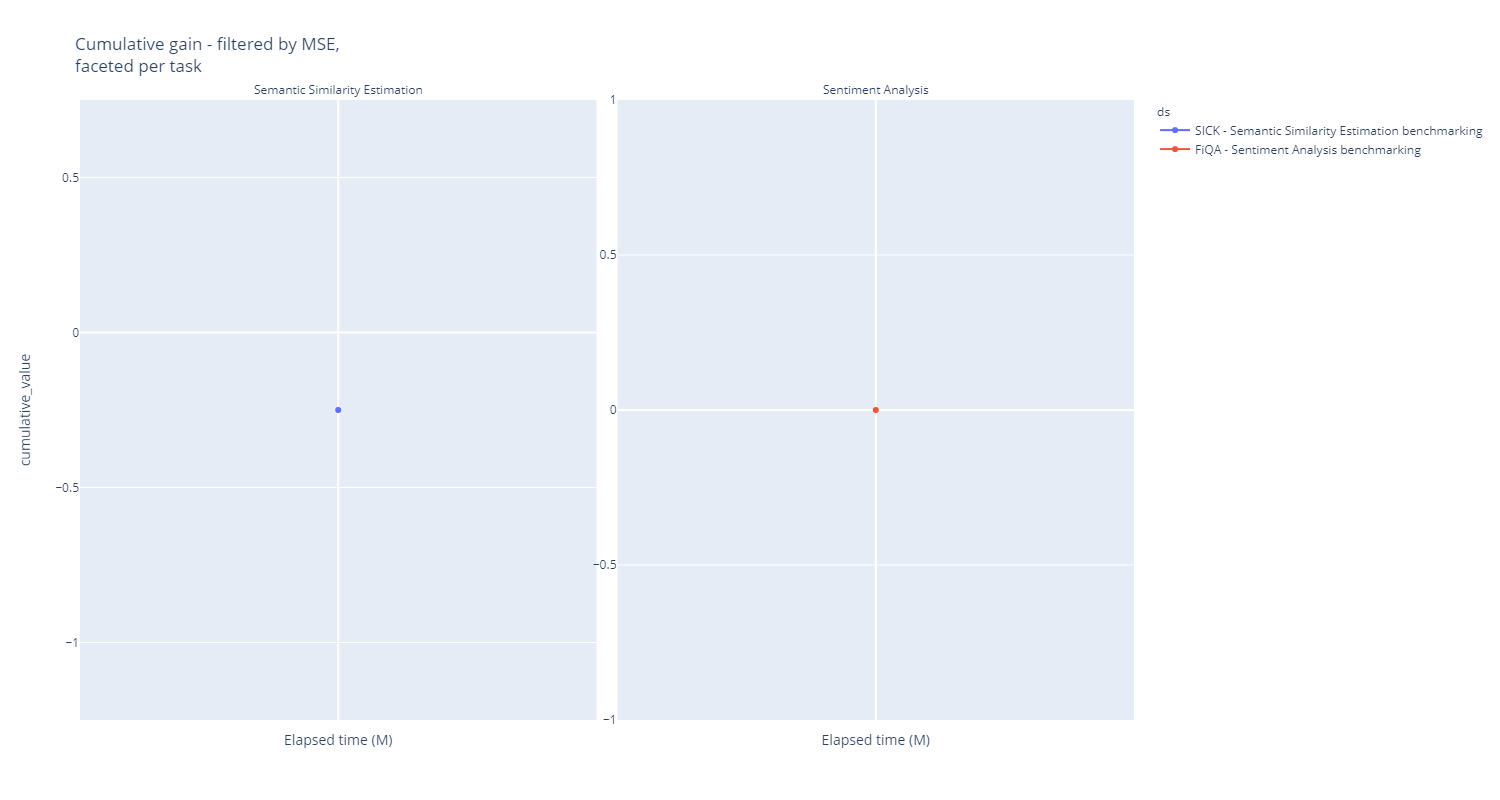 Cumulative gain - filtered by MSE,
faceted per task
Semantic Similarity Estimation
Sentiment Analysis
ds
SICK - Semantic Similarity Estimation benchmarking
FiQA - Sentiment Analysis benchmarking
cumulative_value
0.5
0
−0.5
−1
1
0.5
0
−0.5
−1
Elapsed time (M)
Elapsed time (M)